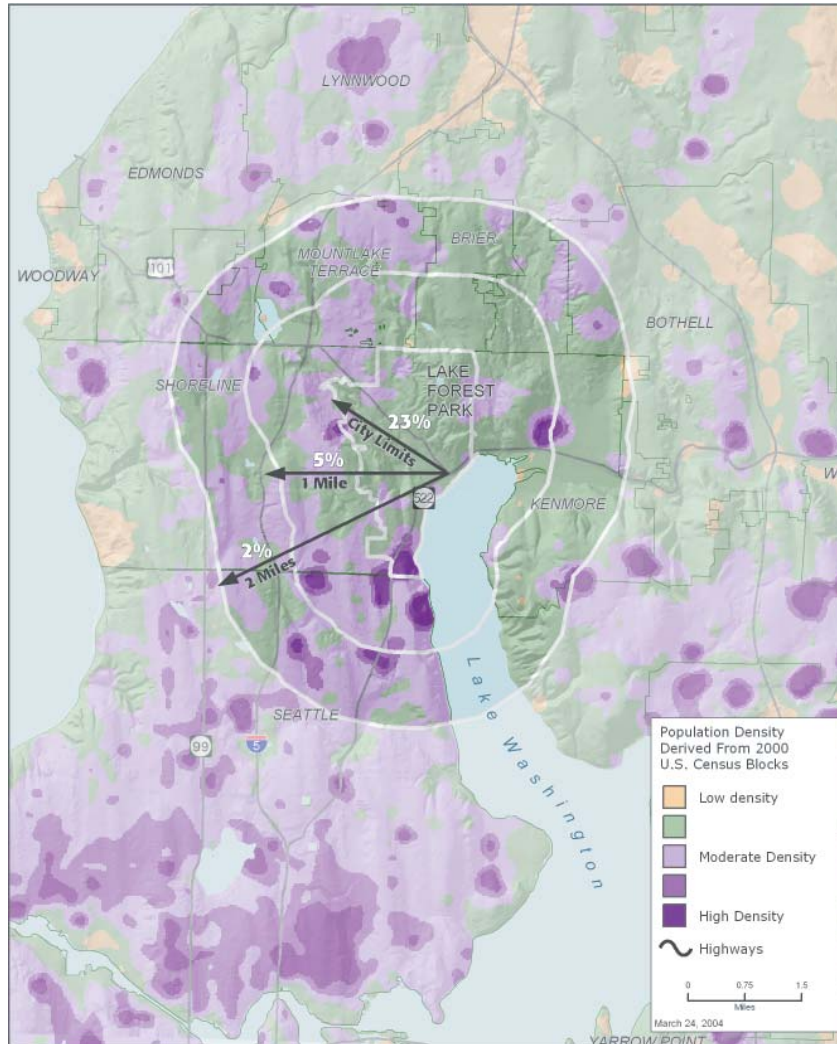 LYNNWOOD
EDMONDS
BRIER
MOUNTLAKE
TERRACE
101
WOODWAY
BOTHELL
SHORELINE
LAKE
FOREST
PARK
23%
City Limits
5%
1 Mile
522
KENMORE
2%
2 Miles
SEATTLE
99
5
Lake Washington
Population Density
Derived From 2000
U.S. Census Blocks
Low density
Moderate Density
High Density
Highways
0 0.75 1.5
Miles
March 24, 2004
YARROW POINT